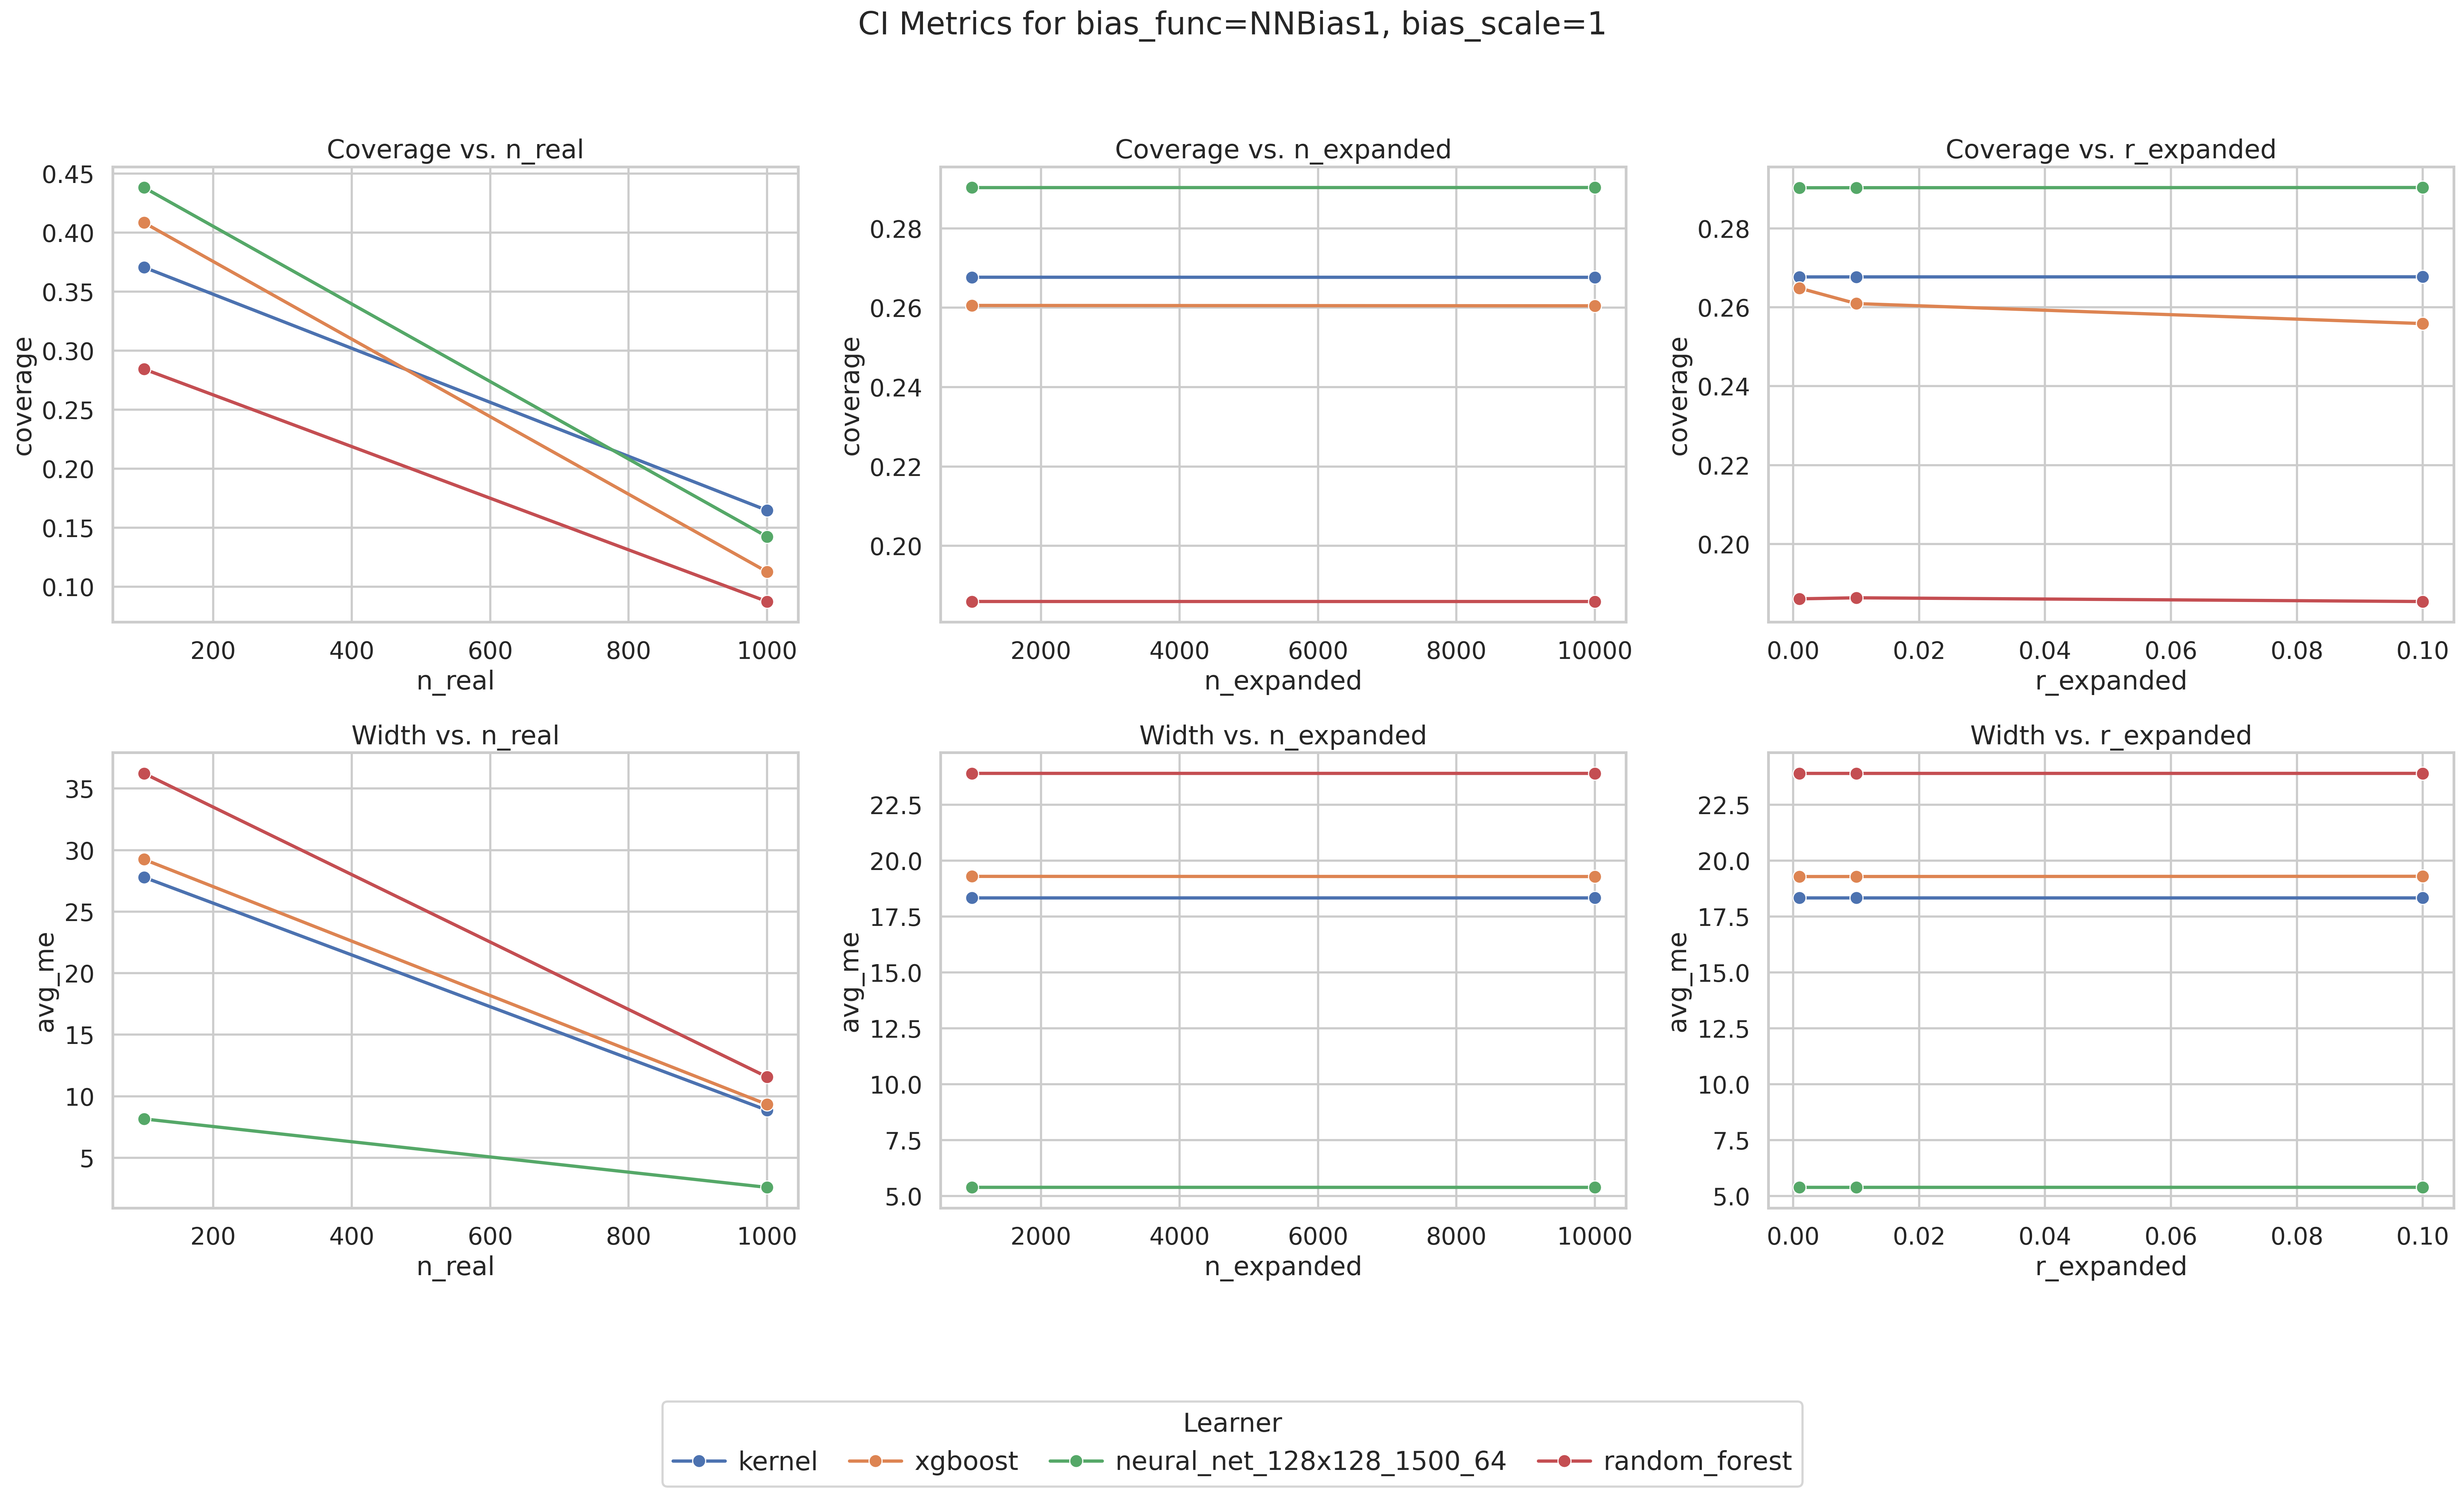 CI Metrics for bias_func=NNBias1, bias_scale=1
Coverage vs. n_real
0.45
0.40
0.35
0.30
0.25
0.20
0.15
0.10
coverage
200 400 600 800 1000
n_real
Coverage vs. n_expanded
0.28
0.26
0.24
0.22
0.20
coverage
2000 4000 6000 8000 10000
n_expanded
Coverage vs. r_expanded
0.28
0.26
0.24
0.22
0.20
coverage
0.00 0.02 0.04 0.06 0.08 0.10
r_expanded
Width vs. n_real
35
30
25
20
15
10
5
avg_me
200 400 600 800 1000
n_real
Width vs. n_expanded
22.5
20.0
17.5
15.0
12.5
10.0
7.5
5.0
avg_me
2000 4000 6000 8000 10000
n_expanded
Width vs. r_expanded
22.5
20.0
17.5
15.0
12.5
10.0
7.5
5.0
avg_me
0.00 0.02 0.04 0.06 0.08 0.10
r_expanded
Learner
kernel xgboost neural_net_128x128_1500_64 random_forest